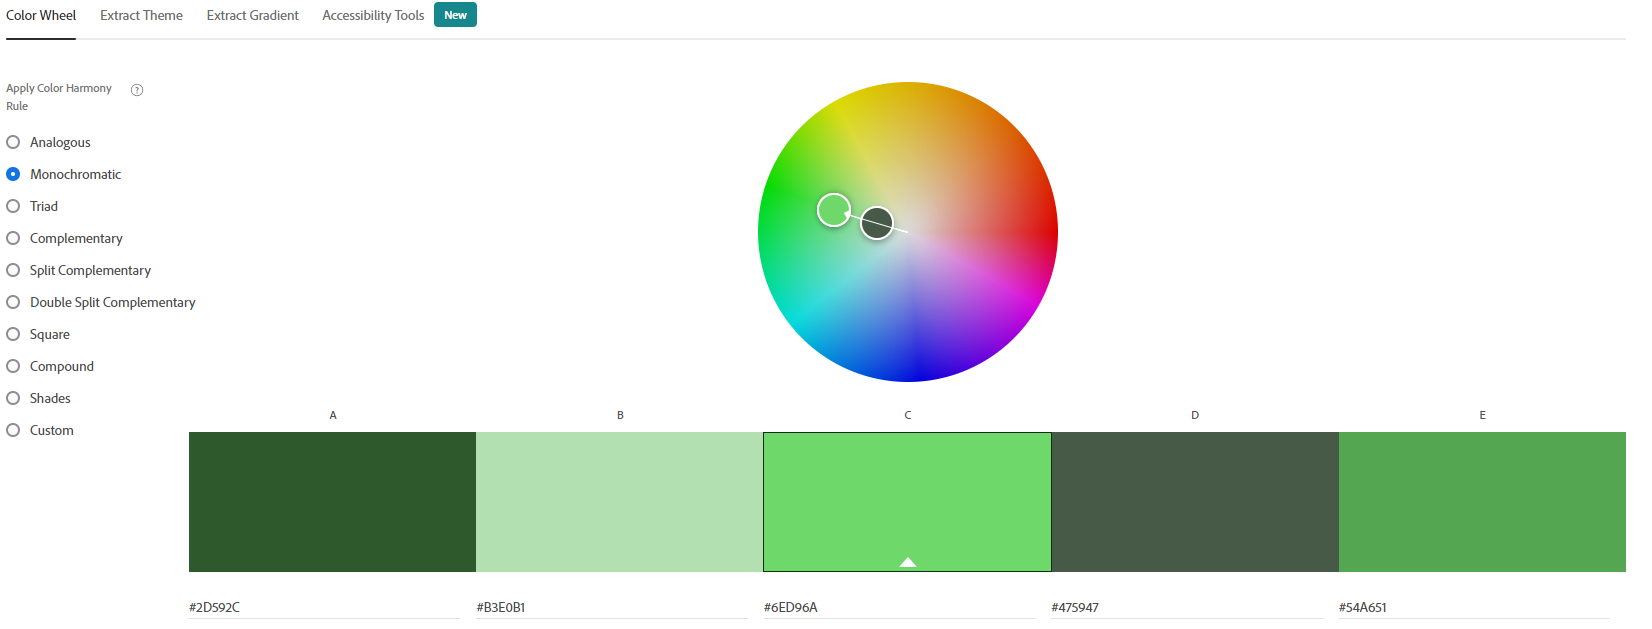 Color Wheel Extract Theme Extract Gradient Accessibility Tools New
Apply Color Harmony ?
Rule
Analogous
Monochromatic
Triad
Complementary
Split Complementary
Double Split Complementary
Square
Compound
Shades
Custom
A B C D E
#2D592C #B3E0B1 #6ED96A #475947 #54A651